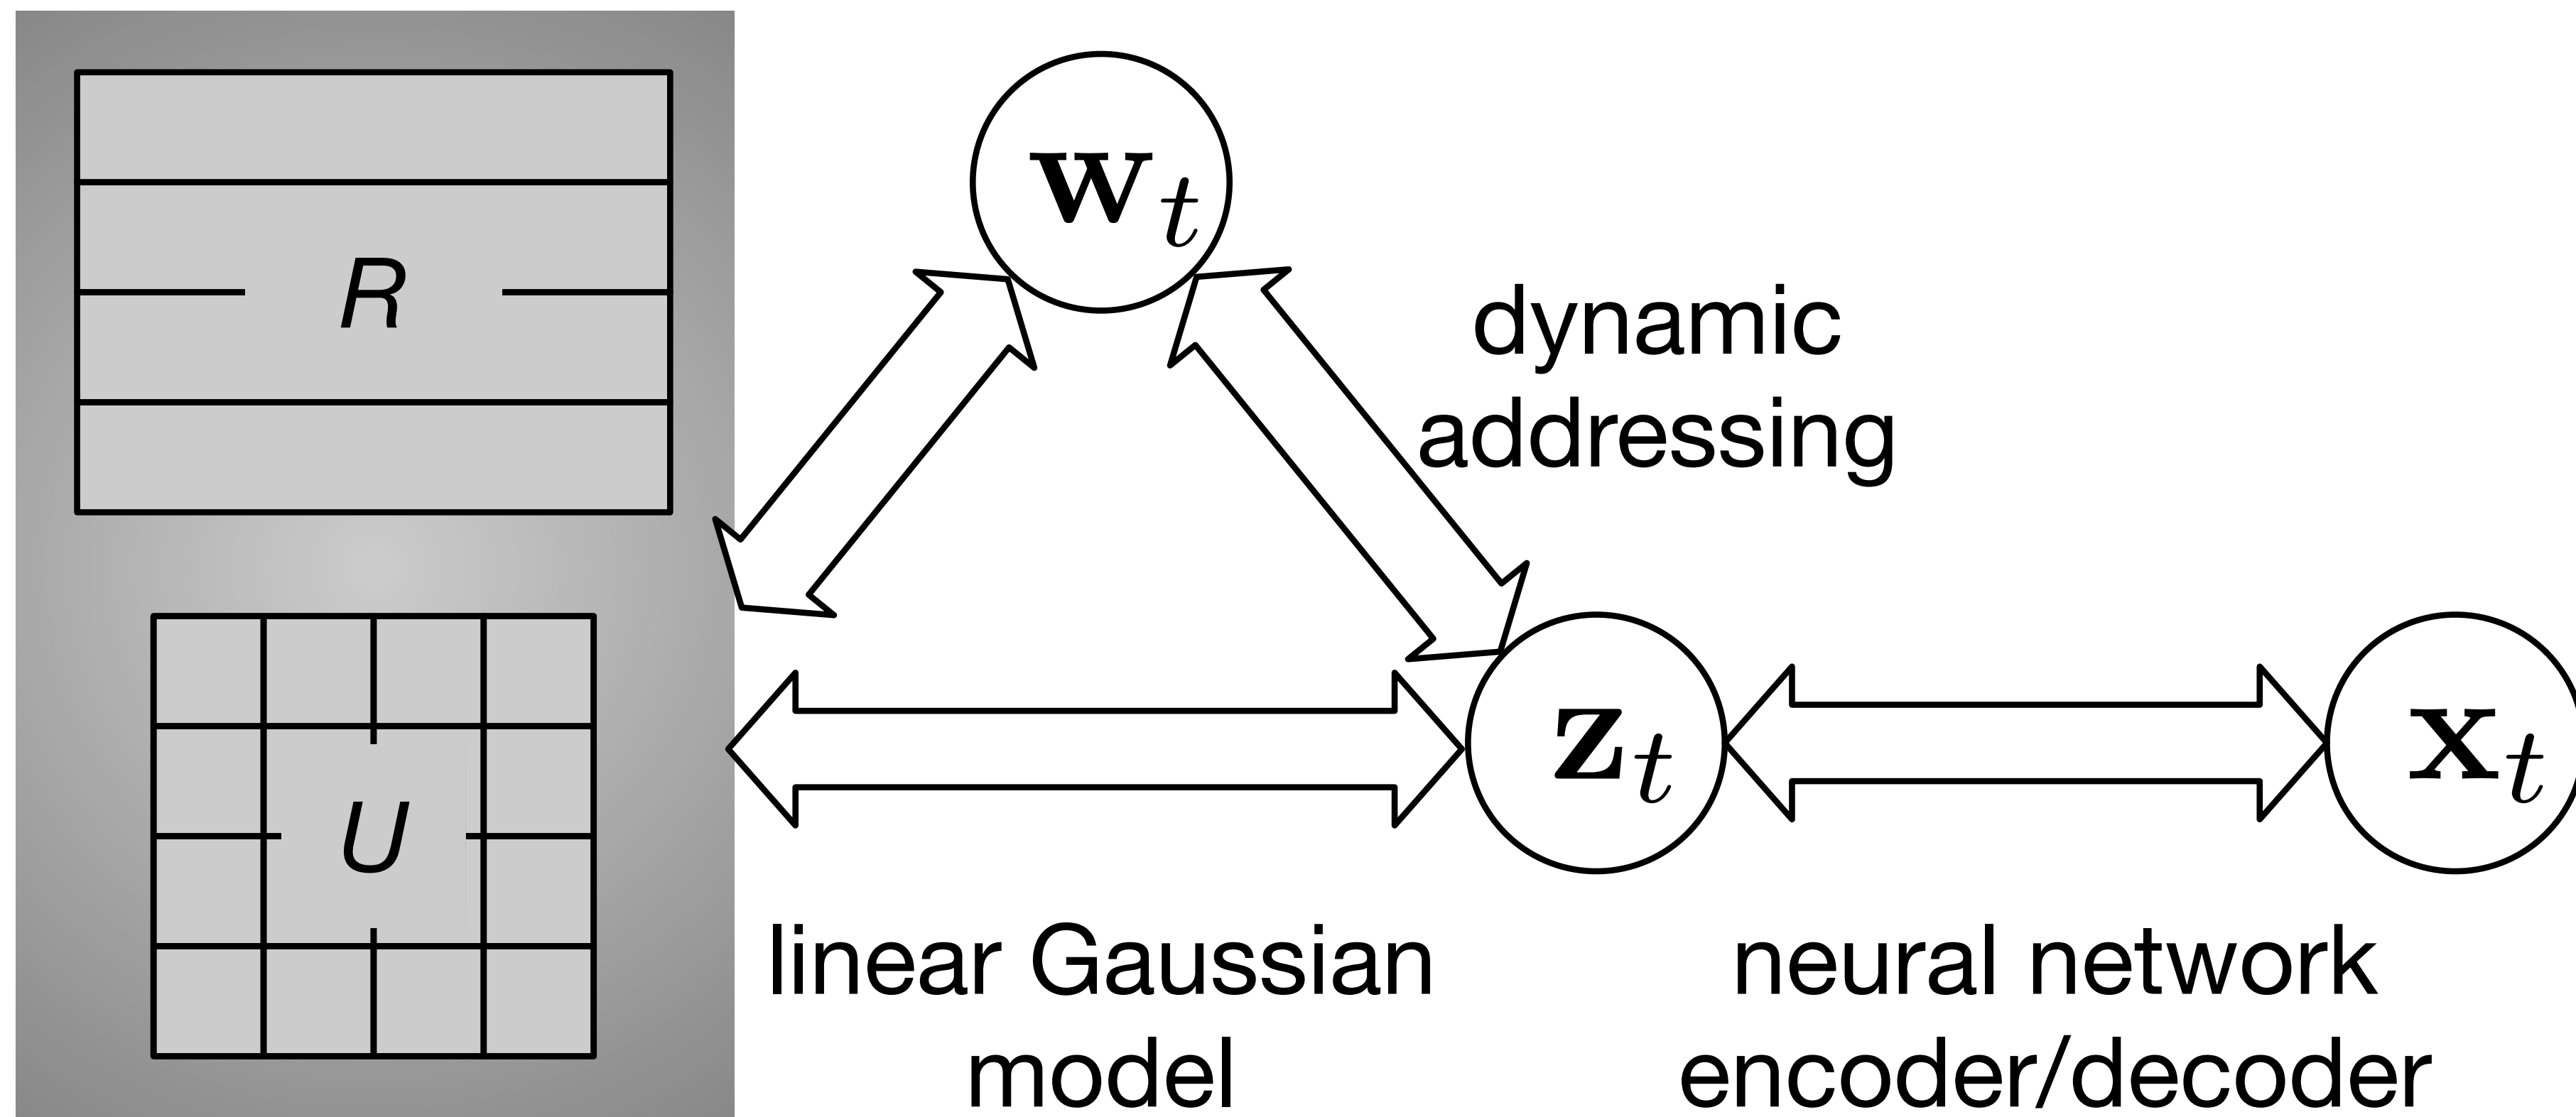 R
U
w_t
dynamic
addressing
z_t
x_t
linear Gaussian
model
neural network
encoder/decoder